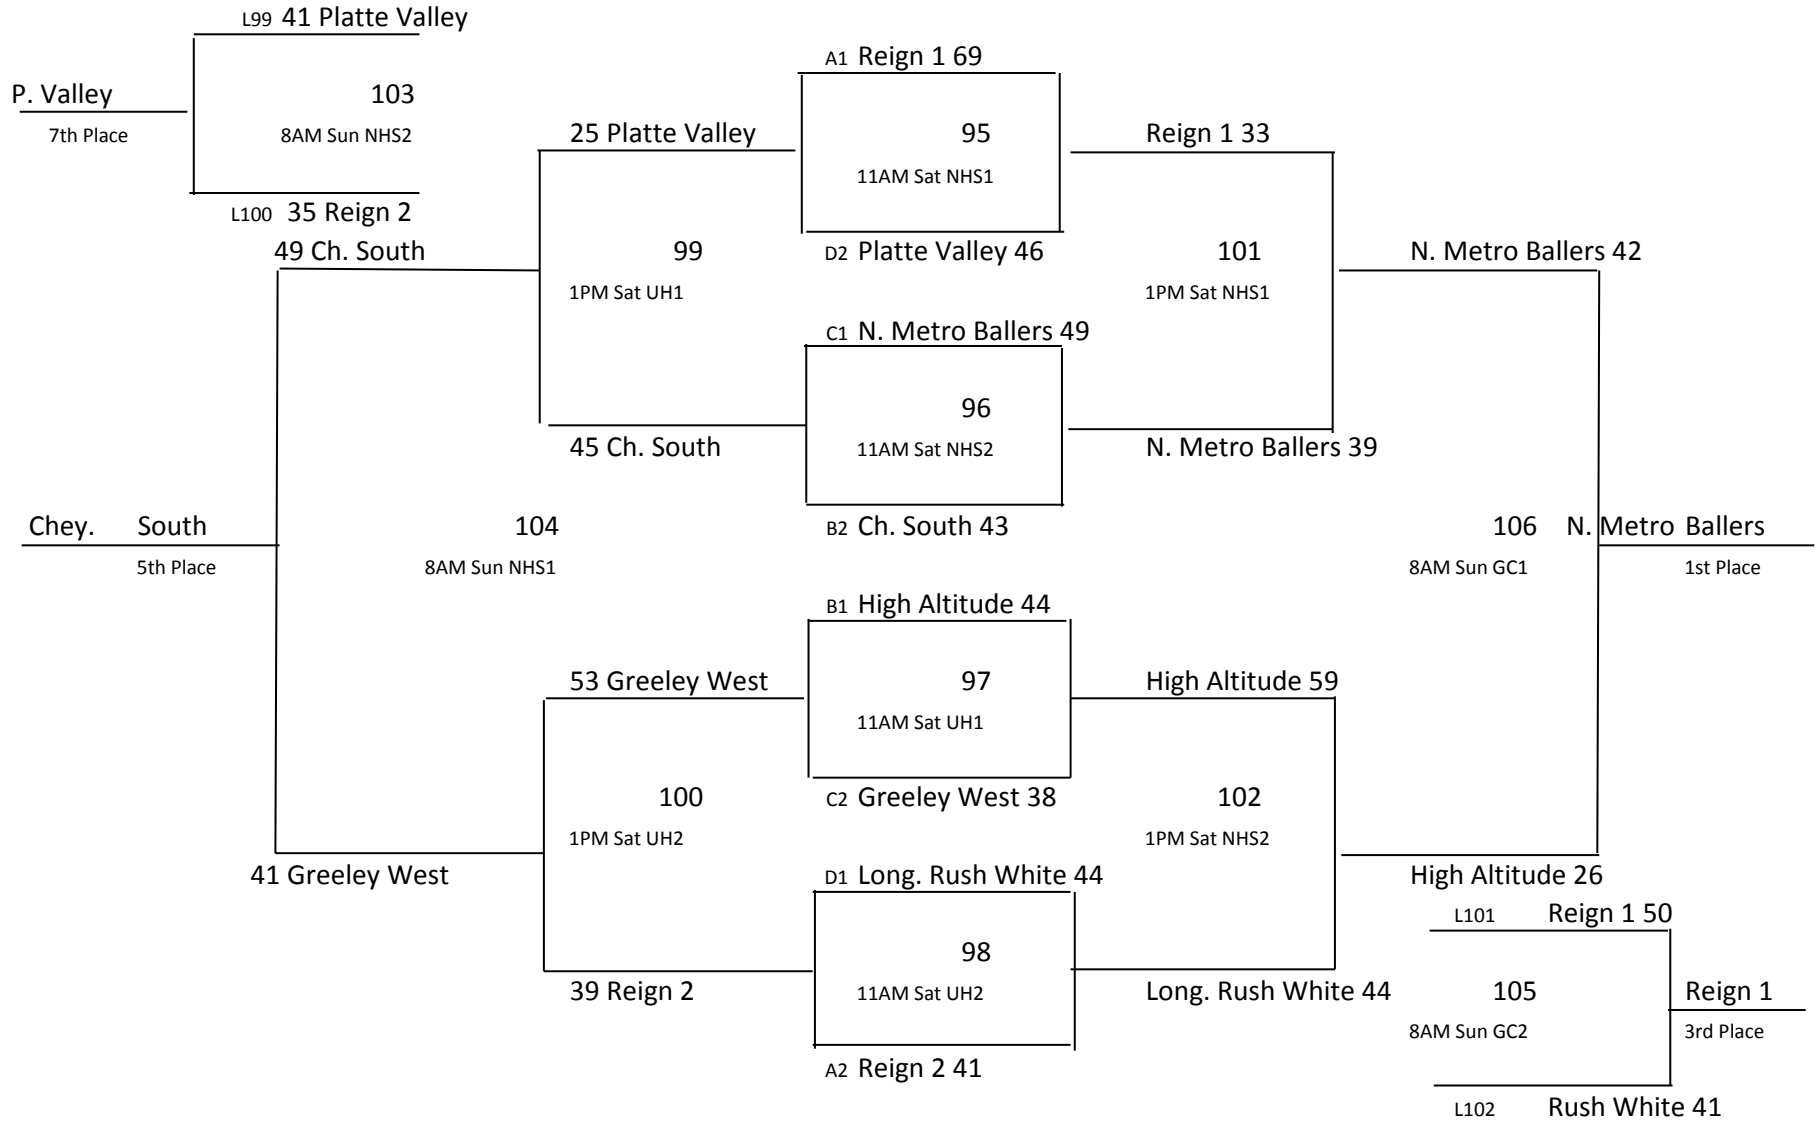 L99 41 Platte Valley
A1 Reign 1 69
P. Valley
103
7th Place
8AM Sun NHS2
25 Platte Valley
95
Reign 1 33
11AM Sat NHS1
L100 35 Reign 2
49 Ch. South
99
1PM Sat UH1
D2 Platte Valley 46
101
1PM Sat NHS1
N. Metro Ballers 42
C1 N. Metro Ballers 49
96
11AM Sat NHS2
45 Ch. South
N. Metro Ballers 39
Chey. South
5th Place
104
8AM Sun NHS1
B2 Ch. South 43
106
8AM Sun GC1
N. Metro Ballers
1st Place
B1 High Altitude 44
53 Greeley West
97
11AM Sat UH1
High Altitude 59
100
1PM Sat UH2
C2 Greeley West 38
102
1PM Sat NHS2
41 Greeley West
D1 Long. Rush White 44
High Altitude 26
L101 Reign 1 50
98
11AM Sat UH2
39 Reign 2
Long. Rush White 44
105
8AM Sun GC2
Reign 1
3rd Place
A2 Reign 2 41
L102 Rush White 41